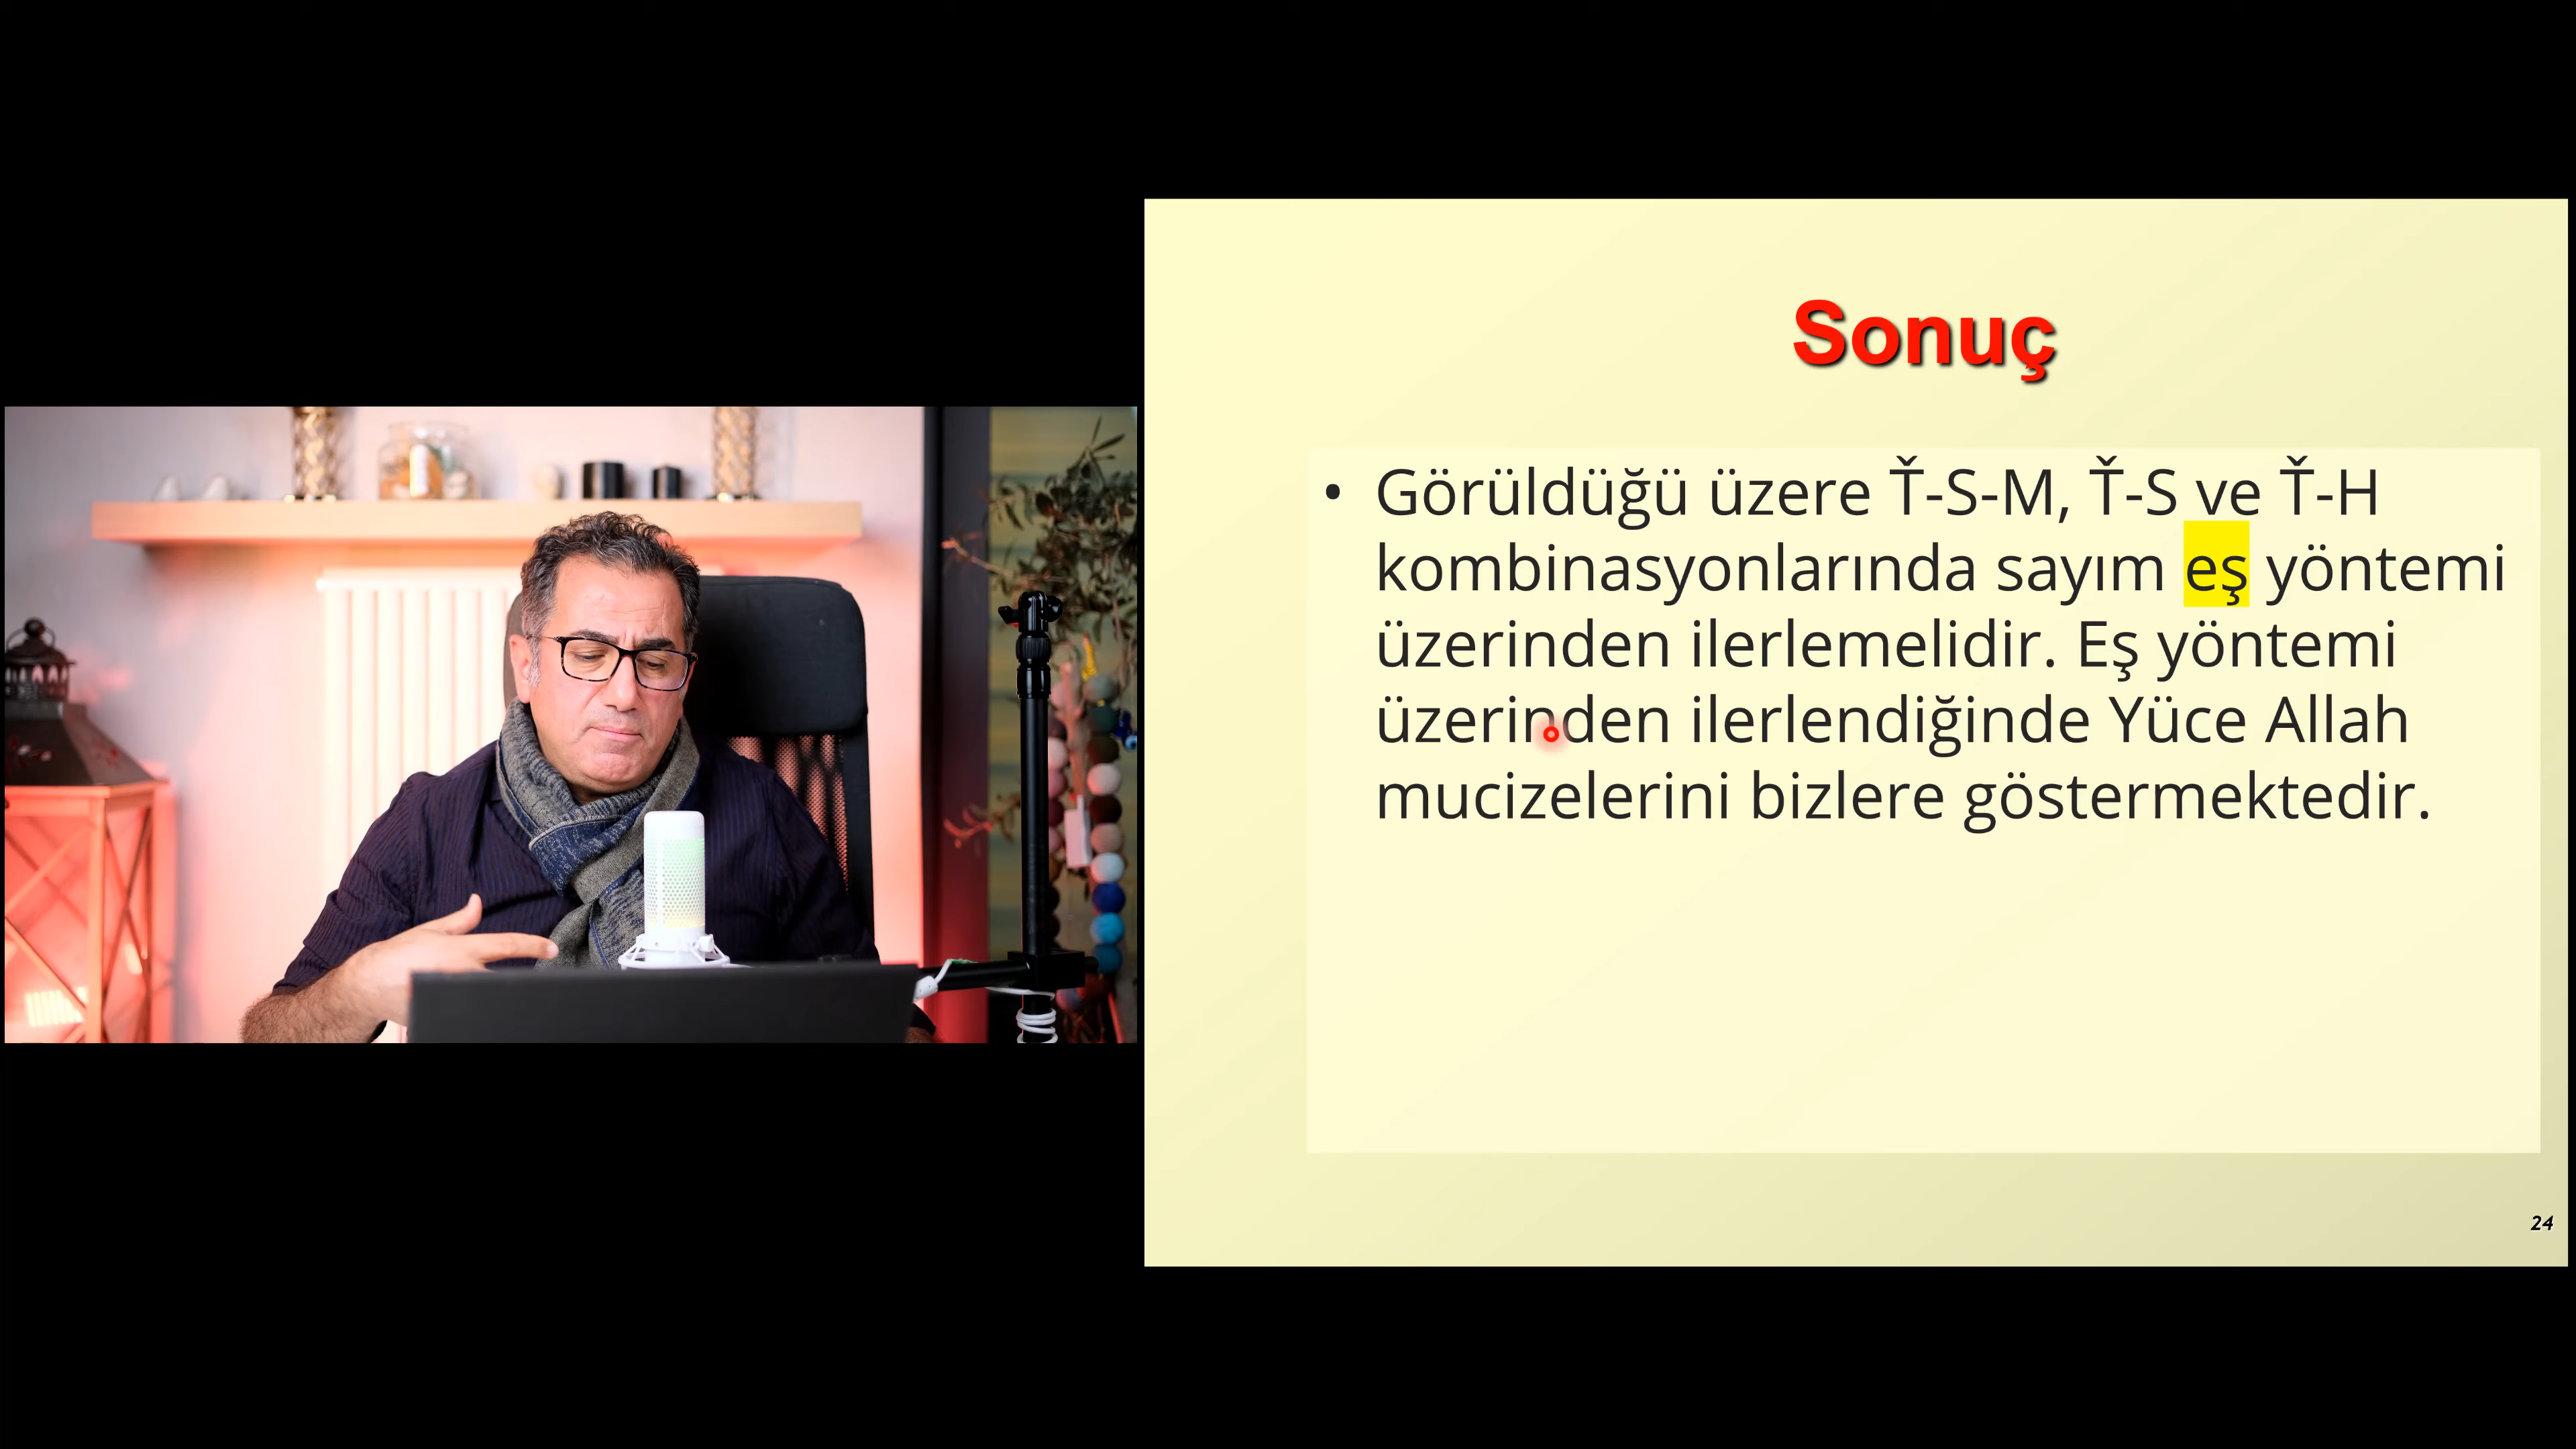 Sonuç
• Görüldüğü üzere Ť-S-M, Ť-S ve Ť-H
kombinasyonlarında sayım eş yöntemi
üzerinden ilerlemelidir. Eş yöntemi
üzerinden ilerlendiğinde Yüce Allah
mucizelerini bizlere göstermektedir.
24